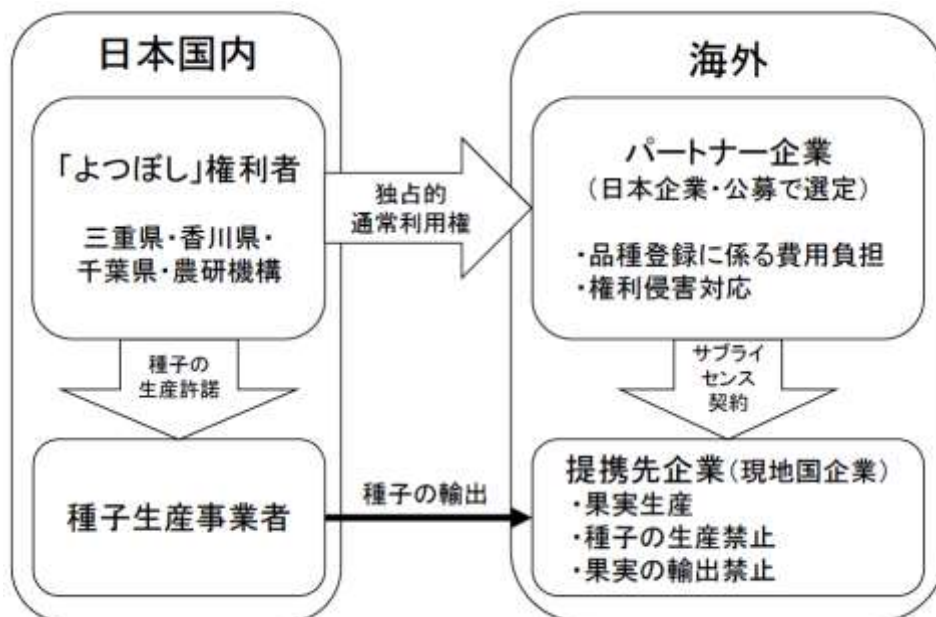 日本国内
「よつぼし」権利者
三重県・香川県・
千葉県・農研機構
種子の
生産許諾
種子生産事業者
独占的
通常利用権
種子の輸出
海外
パートナー企業
(日本企業・公募で選定)
・品種登録に係る費用負担
・権利侵害対応
サブライ
センス
契約
提携先企業(現地国企業)
・果実生産
・種子の生産禁止
・果実の輸出禁止